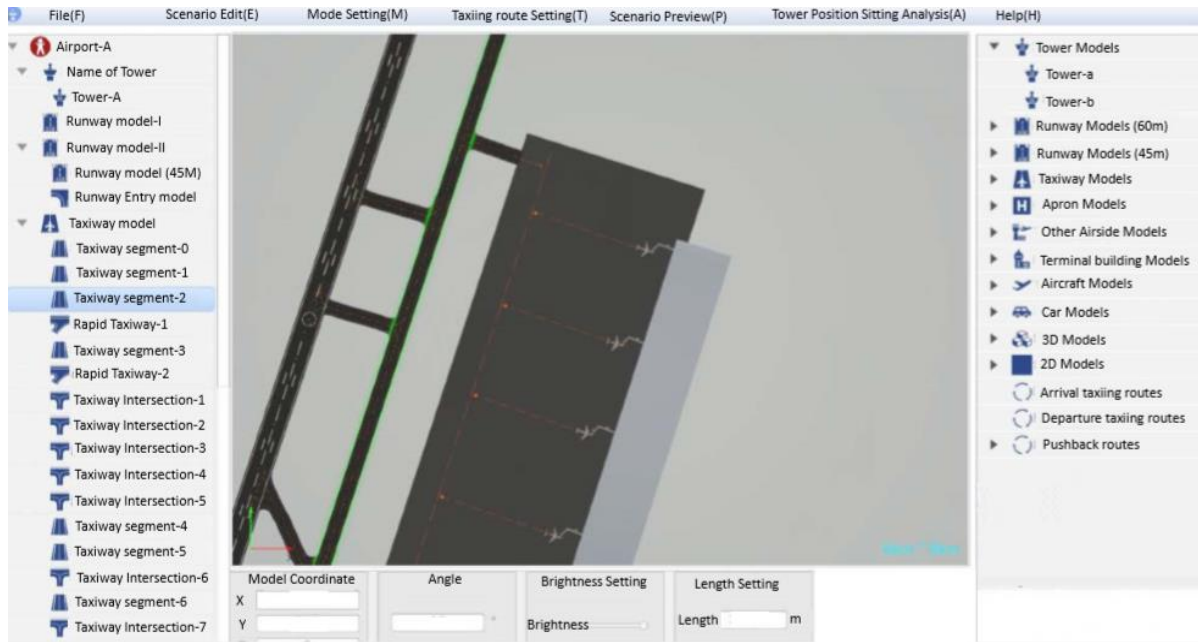 File(F) Scenario Edit(E) Mode Setting(M) Taxiing route Setting(T) Scenario Preview(P) Tower Position Sitting Analysis(A) Help(H)
Airport-A
Name of Tower
Tower-A
Runway model-I
Runway model-II
Runway model (45M)
Runway Entry model
Taxiway model
Taxiway segment-0
Taxiway segment-1
Taxiway segment-2
Rapid Taxiway-1
Taxiway segment-3
Rapid Taxiway-2
Taxiway Intersection-1
Taxiway Intersection-2
Taxiway Intersection-3
Taxiway Intersection-4
Taxiway Intersection-5
Taxiway segment-4
Taxiway segment-5
Taxiway Intersection-6
Taxiway segment-6
Taxiway Intersection-7
Model Coordinate
X
Y
Angle
°
Brightness Setting
Brightness
Length Setting
Length m
Tower Models
Tower-a
Tower-b
Runway Models (60m)
Runway Models (45m)
Taxiway Models
H Apron Models
Other Airside Models
Terminal building Models
Aircraft Models
Car Models
3D Models
2D Models
Arrival taxiing routes
Departure taxiing routes
Pushback routes